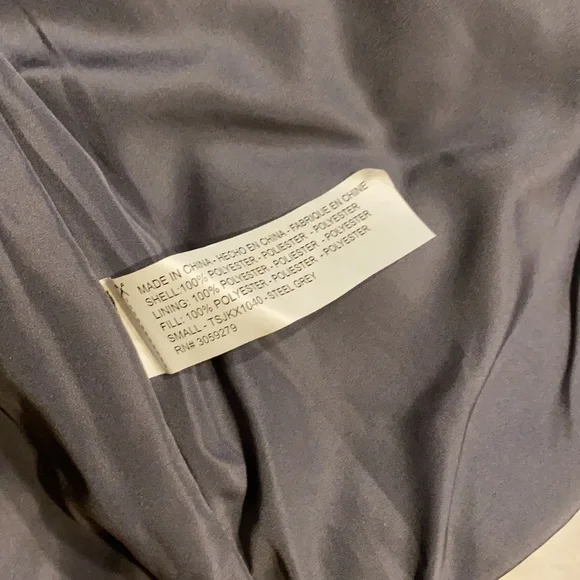 MADE IN CHINA - HECHO EN CHINA - FABRIQUE EN CHINE
SHELL:100% POLYESTER - POLIESTER - POLYESTER
LINING: 100% POLYESTER - POLIESTER - POLYESTER
FILL: 100% POLYESTER - POLIESTER - POLYESTER
SMALL - TSJKX1040 - STEEL GREY
RN# 3059279